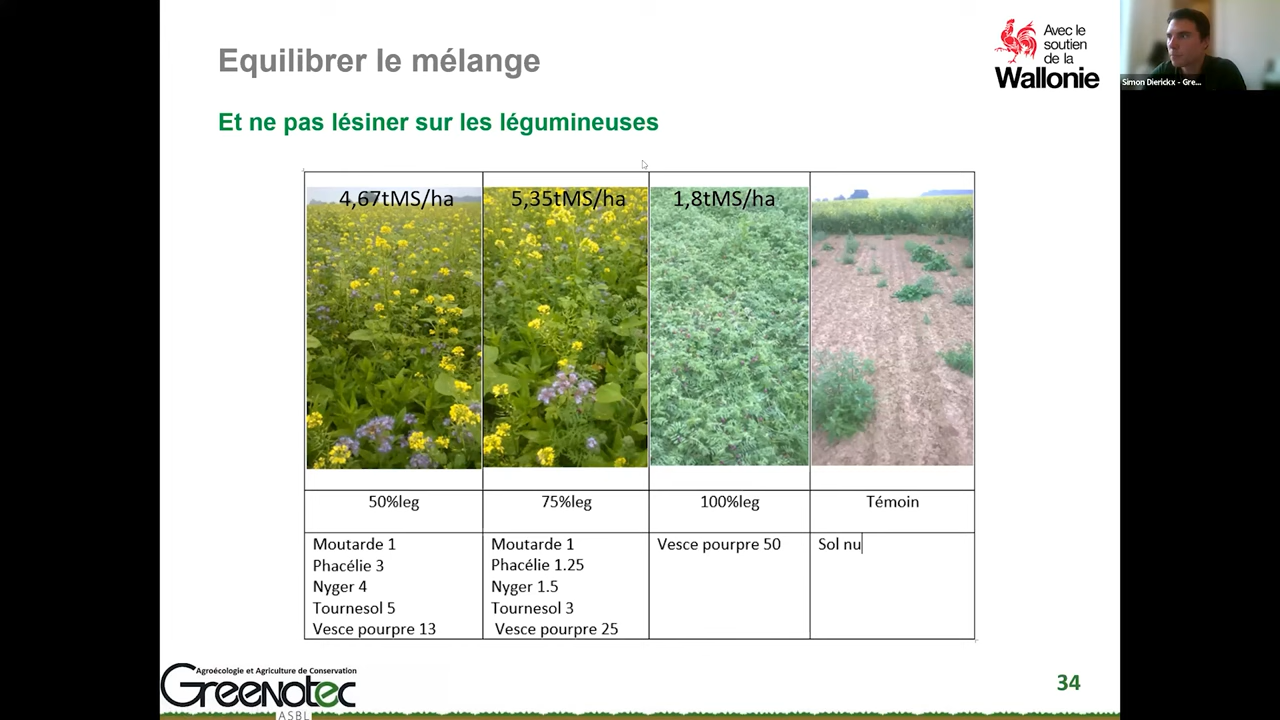 Equilibrer le mélange
Avec le
soutien
de la
Wallonie
Simon Dierickx - Gre...
Et ne pas lésiner sur les légumineuses
4,67tMS/ha
5,35tMS/ha
1,8tMS/ha
50%leg
75%leg
100%leg
Témoin
Moutarde 1
Phacélie 3
Nyger 4
Tournesol 5
Vesce pourpre 13
Moutarde 1
Phacélie 1.25
Nyger 1.5
Tournesol 3
Vesce pourpre 25
Vesce pourpre 50
Sol nu
Agroécologie et Agriculture de Conservation
Greenotec
ASBL
34